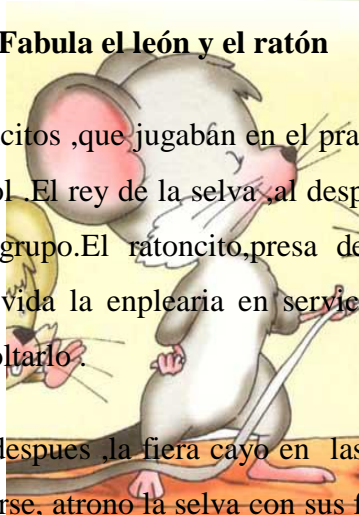 Fabula el león y el ratón
citos ,que jugaban en el pra
ol .El rey de la selva ,al desp
grupo.El ratoncito,presa de
vida la enplearia en servic
oltarlo .
despues ,la fiera cayo en las
rse, atrono la selva con sus f